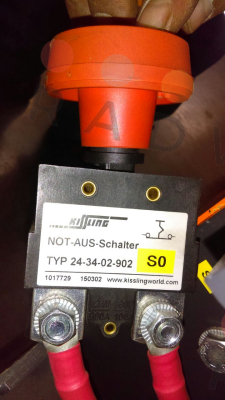 KISSLING
NOT-AUS-Schalter
TYP 24-34-02-902 S0
1017729 150302 www.kisslingworld.com